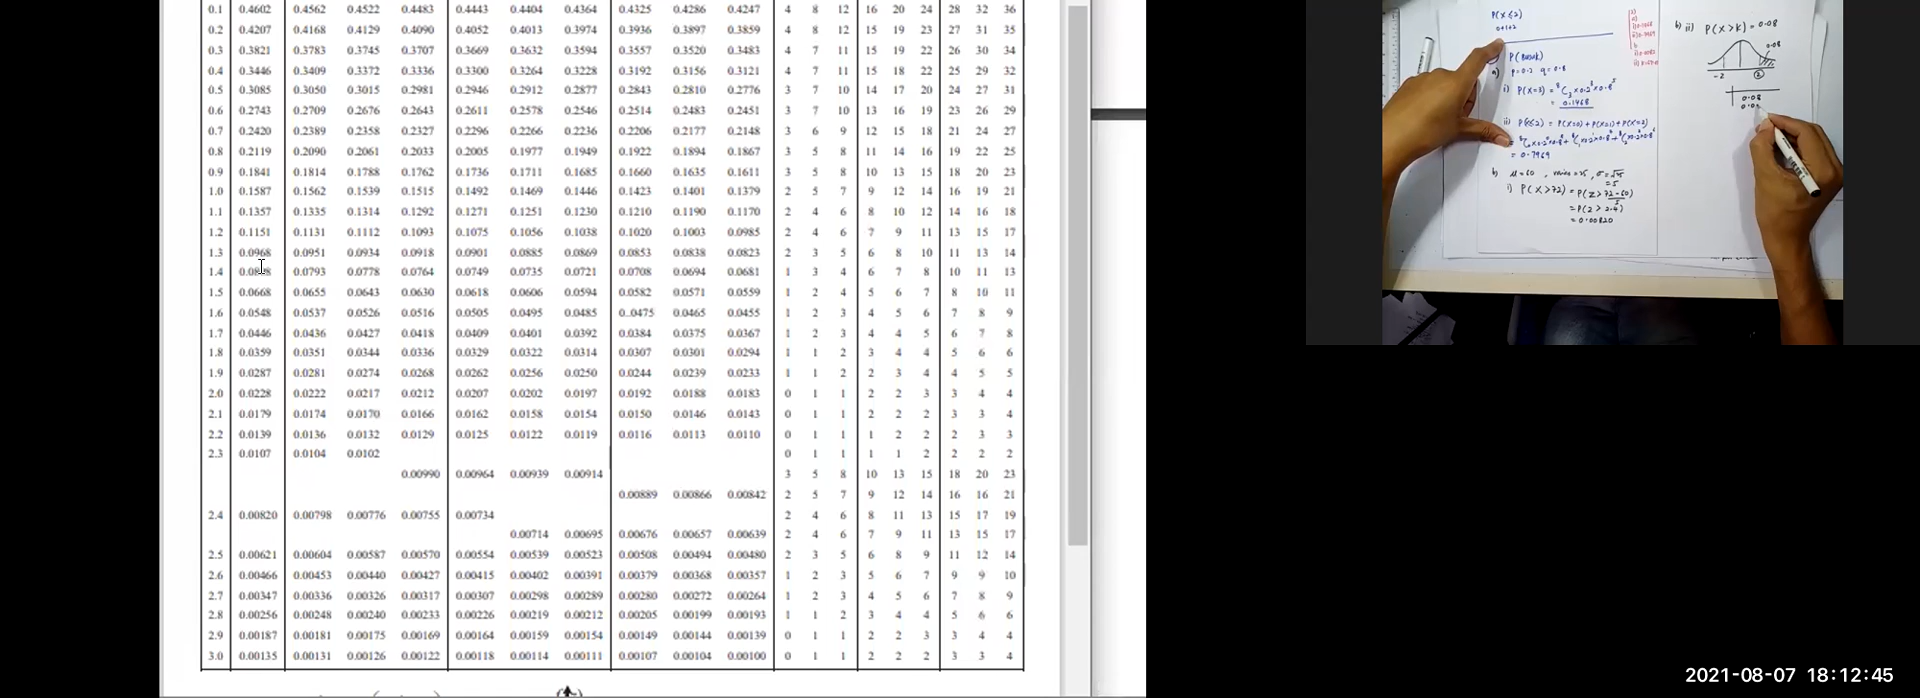 0.1 0.4602 0.4562 0.4522 0.4483 0.4443 0.4404 0.4364 0.4325 0.4286 0.4247 4 8 12 16 20 24 28 32 36
0.2 0.4207 0.4168 0.4129 0.4090 0.4052 0.4013 0.3974 0.3936 0.3897 0.3859 4 8 12 15 19 23 27 31 35
0.3 0.3821 0.3783 0.3745 0.3707 0.3669 0.3632 0.3594 0.3557 0.3520 0.3483 4 7 11 15 19 22 26 30 34
0.4 0.3446 0.3409 0.3372 0.3336 0.3300 0.3264 0.3228 0.3192 0.3156 0.3121 4 7 11 15 18 22 25 29 32
0.5 0.3085 0.3050 0.3015 0.2981 0.2946 0.2912 0.2877 0.2843 0.2810 0.2776 3 7 10 14 17 20 24 27 31
0.6 0.2743 0.2709 0.2676 0.2643 0.2611 0.2578 0.2546 0.2514 0.2483 0.2451 3 7 10 13 16 19 23 26 29
0.7 0.2420 0.2389 0.2358 0.2327 0.2296 0.2266 0.2236 0.2206 0.2177 0.2148 3 6 9 12 15 18 21 24 27
0.8 0.2119 0.2090 0.2061 0.2033 0.2005 0.1977 0.1949 0.1922 0.1894 0.1867 3 5 8 11 14 16 19 22 25
0.9 0.1841 0.1814 0.1788 0.1762 0.1736 0.1711 0.1685 0.1660 0.1635 0.1611 3 5 8 10 13 15 18 20 23
1.0 0.1587 0.1562 0.1539 0.1515 0.1492 0.1469 0.1446 0.1423 0.1401 0.1379 2 5 7 9 12 14 16 19 21
1.1 0.1357 0.1335 0.1314 0.1292 0.1271 0.1251 0.1230 0.1210 0.1190 0.1170 2 4 6 8 10 12 14 16 18
1.2 0.1151 0.1131 0.1112 0.1093 0.1075 0.1056 0.1038 0.1020 0.1003 0.0985 2 4 6 7 9 11 13 15 17
1.3 0.0968 0.0951 0.0934 0.0918 0.0901 0.0885 0.0869 0.0853 0.0838 0.0823 2 3 5 6 8 10 11 13 14
1.4 0.0793 0.0778 0.0764 0.0749 0.0735 0.0721 0.0708 0.0694 0.0681 1 3 4 6 7 8 10 11 13
1.5 0.0668 0.0655 0.0643 0.0630 0.0618 0.0606 0.0594 0.0582 0.0571 0.0559 1 2 4 5 6 7 8 10 11
1.6 0.0548 0.0537 0.0526 0.0516 0.0505 0.0495 0.0485 0..0475 0.0465 0.0455 1 2 3 4 5 6 7 8 9
1.7 0.0446 0.0436 0.0427 0.0418 0.0409 0.0401 0.0392 0.0384 0.0375 0.0367 1 2 3 4 4 5 6 7 8
1.8 0.0359 0.0351 0.0344 0.0336 0.0329 0.0322 0.0314 0.0307 0.0301 0.0294 1 1 2 3 4 4 5 6 6
1.9 0.0287 0.0281 0.0274 0.0268 0.0262 0.0256 0.0250 0.0244 0.0239 0.0233 1 1 2 2 3 4 4 5 5
2.0 0.0228 0.0222 0.0217 0.0212 0.0207 0.0202 0.0197 0.0192 0.0188 0.0183 0 1 1 2 2 3 3 4 4
2.1 0.0179 0.0174 0.0170 0.0166 0.0162 0.0158 0.0154 0.0150 0.0146 0.0143 0 1 1 2 2 2 3 3 4
2.2 0.0139 0.0136 0.0132 0.0129 0.0125 0.0122 0.0119 0.0116 0.0113 0.0110 0 1 1 1 2 2 2 3 3
2.3 0.0107 0.0104 0.0102 0 1 1 1 1 2 2 2 2
0.00990 0.00964 0.00939 0.00914 3 5 8 10 13 15 18 20 23
0.00889 0.00866 0.00842 2 5 7 9 12 14 16 16 21
2.4 0.00820 0.00798 0.00776 0.00755 0.00734 2 4 6 8 11 13 15 17 19
0.00714 0.00695 0.00676 0.00657 0.00639 2 4 6 7 9 11 13 15 17
2.5 0.00621 0.00604 0.00587 0.00570 0.00554 0.00539 0.00523 0.00508 0.00494 0.00480 2 3 5 6 8 9 11 12 14
2.6 0.00466 0.00453 0.00440 0.00427 0.00415 0.00402 0.00391 0.00379 0.00368 0.00357 1 2 3 5 6 7 9 9 10
2.7 0.00347 0.00336 0.00326 0.00317 0.00307 0.00298 0.00289 0.00280 0.00272 0.00264 1 2 3 4 5 6 7 8 9
2.8 0.00256 0.00248 0.00240 0.00233 0.00226 0.00219 0.00212 0.00205 0.00199 0.00193 1 1 2 3 4 4 5 6 6
2.9 0.00187 0.00181 0.00175 0.00169 0.00164 0.00159 0.00154 0.00149 0.00144 0.00139 0 1 1 2 2 3 3 4 4
3.0 0.00135 0.00131 0.00126 0.00122 0.00118 0.00114 0.00111 0.00107 0.00104 0.00100 0 1 1 2 2 2 3 3 4
P(X≤2)
0+1+2
a)
i) P(X=3) = ⁸C₃ x 0.2³ x 0.8⁵
= 0.1468
ii) P(X≤2) = P(X=0) + P(X=1) + P(X=2)
= 0.7969
b) μ=60
i) P(X>72) = P(Z > 72-60/5)
= P(Z > 2.4)
= 0.00820
b) ii) P(X>K) = 0.08
0.08
-2
2
0.08
2021-08-07 18:12:45